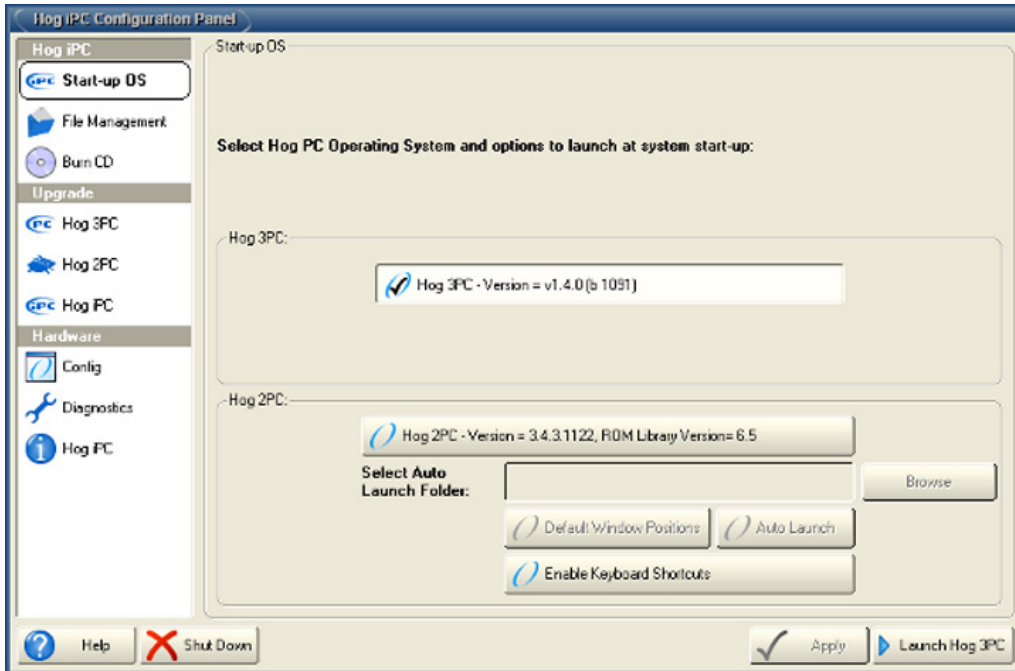 Hog iPC Configuration Panel
Hog iPC
Start-up OS
File Management
Burn CD
Upgrade
Hog 3PC
Hog 2PC
Hog iPC
Hardware
Config
Diagnostics
Hog iPC
Start-up OS
Select Hog PC Operating System and options to launch at system start-up:
Hog 3PC:
Hog 3PC - Version = v1.4.0 (b 1091)
Hog 2PC:
Hog 2PC - Version = 3.4.3.1122, ROM Library Version= 6.5
Select Auto
Launch Folder:
Browse
Default Window Positions
Auto Launch
Enable Keyboard Shortcuts
Help
Shut Down
Apply
Launch Hog 3PC